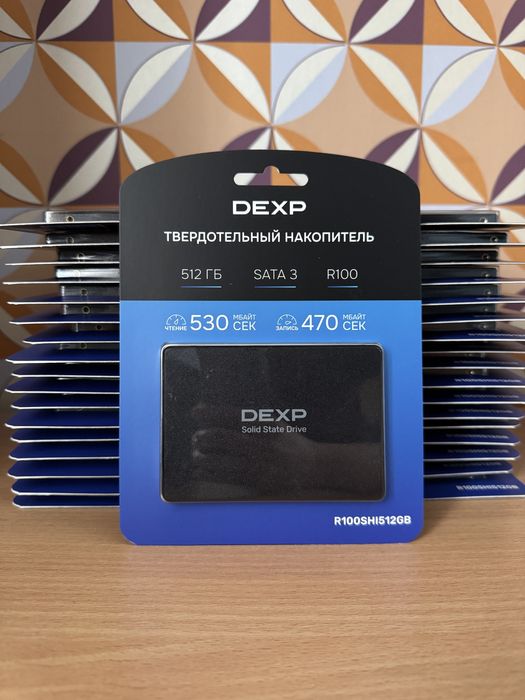 DEXP
ТВЕРДОТЕЛЬНЫЙ НАКОПИТЕЛЬ
512 ГБ SATA 3 R100
ЧТЕНИЕ 530 МБАЙТ СЕК ЗАПИСЬ 470 МБАЙТ СЕК
DEXP
Solid State Drive
R100SHI512GB
R100SHI512GB